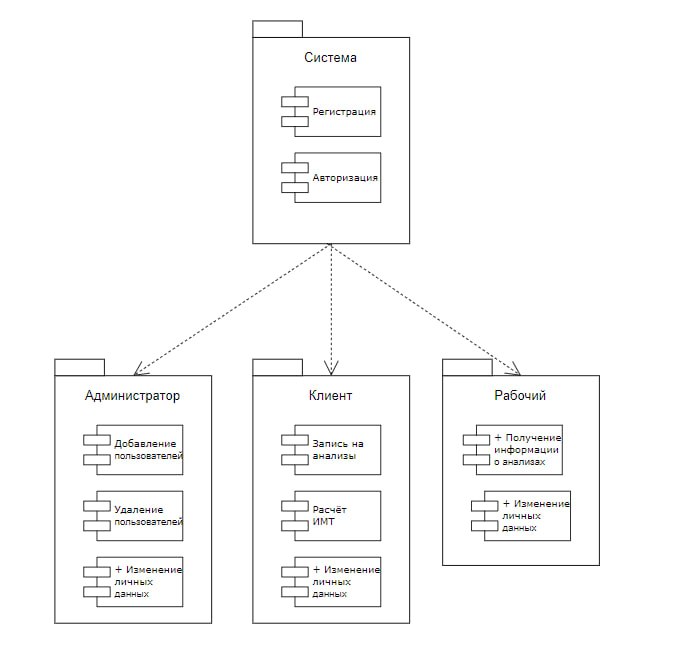 Система
Регистрация
Авторизация
Администратор
Добавление
пользователей
Удаление
пользователей
+ Изменение
личных
данных
Клиент
Запись на
анализы
Расчёт
ИМТ
+ Изменение
личных
данных
Рабочий
+ Получение
информации
о анализах
+ Изменение
личных
данных